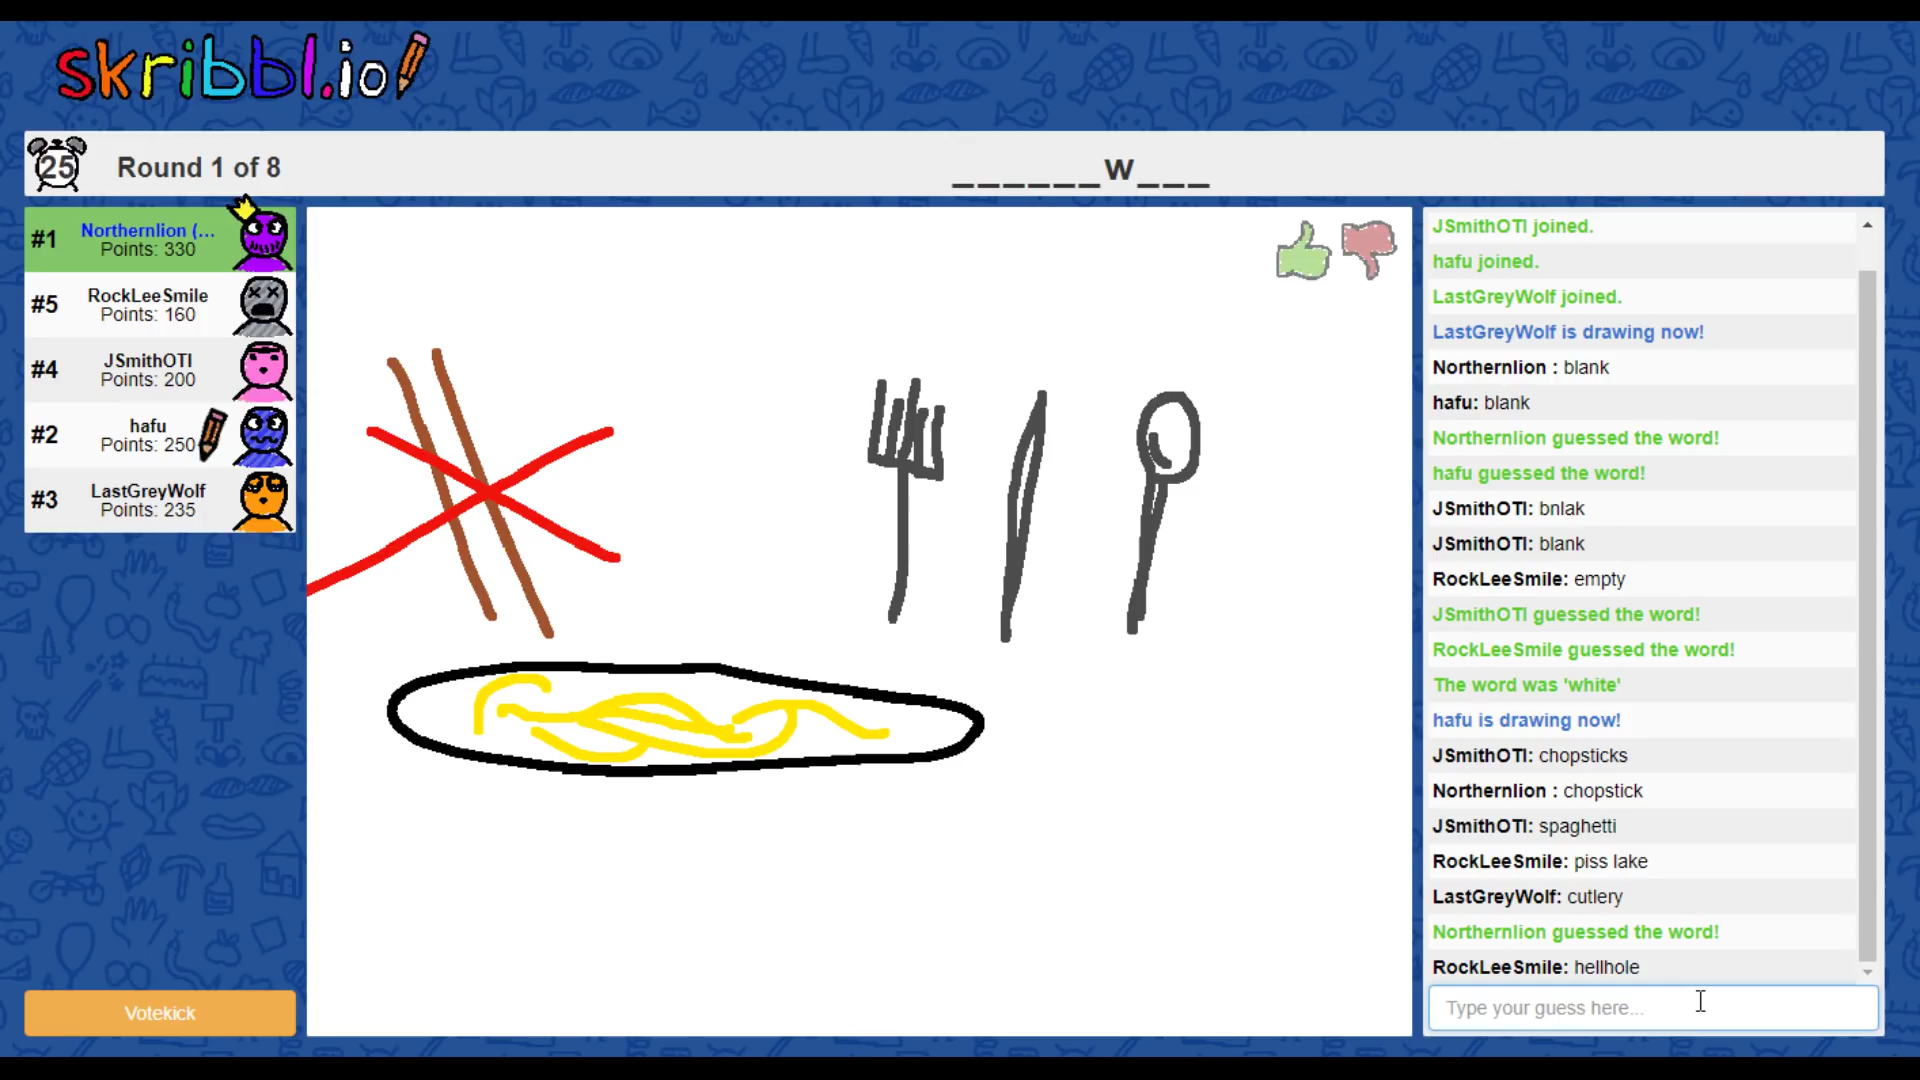 skribbl.io
25
Round 1 of 8
______w___
#1
Northernlion (...
Points: 330
#5
RockLeeSmile
Points: 160
#4
JSmithOTI
Points: 200
#2
hafu
Points: 250
#3
LastGreyWolf
Points: 235
Votekick
JSmithOTI joined.
hafu joined.
LastGreyWolf joined.
LastGreyWolf is drawing now!
Northernlion : blank
hafu: blank
Northernlion guessed the word!
hafu guessed the word!
JSmithOTI: bnlak
JSmithOTI: blank
RockLeeSmile: empty
JSmithOTI guessed the word!
RockLeeSmile guessed the word!
The word was 'white'
hafu is drawing now!
JSmithOTI: chopsticks
Northernlion : chopstick
JSmithOTI: spaghetti
RockLeeSmile: piss lake
LastGreyWolf: cutlery
Northernlion guessed the word!
RockLeeSmile: hellhole
Type your guess here...